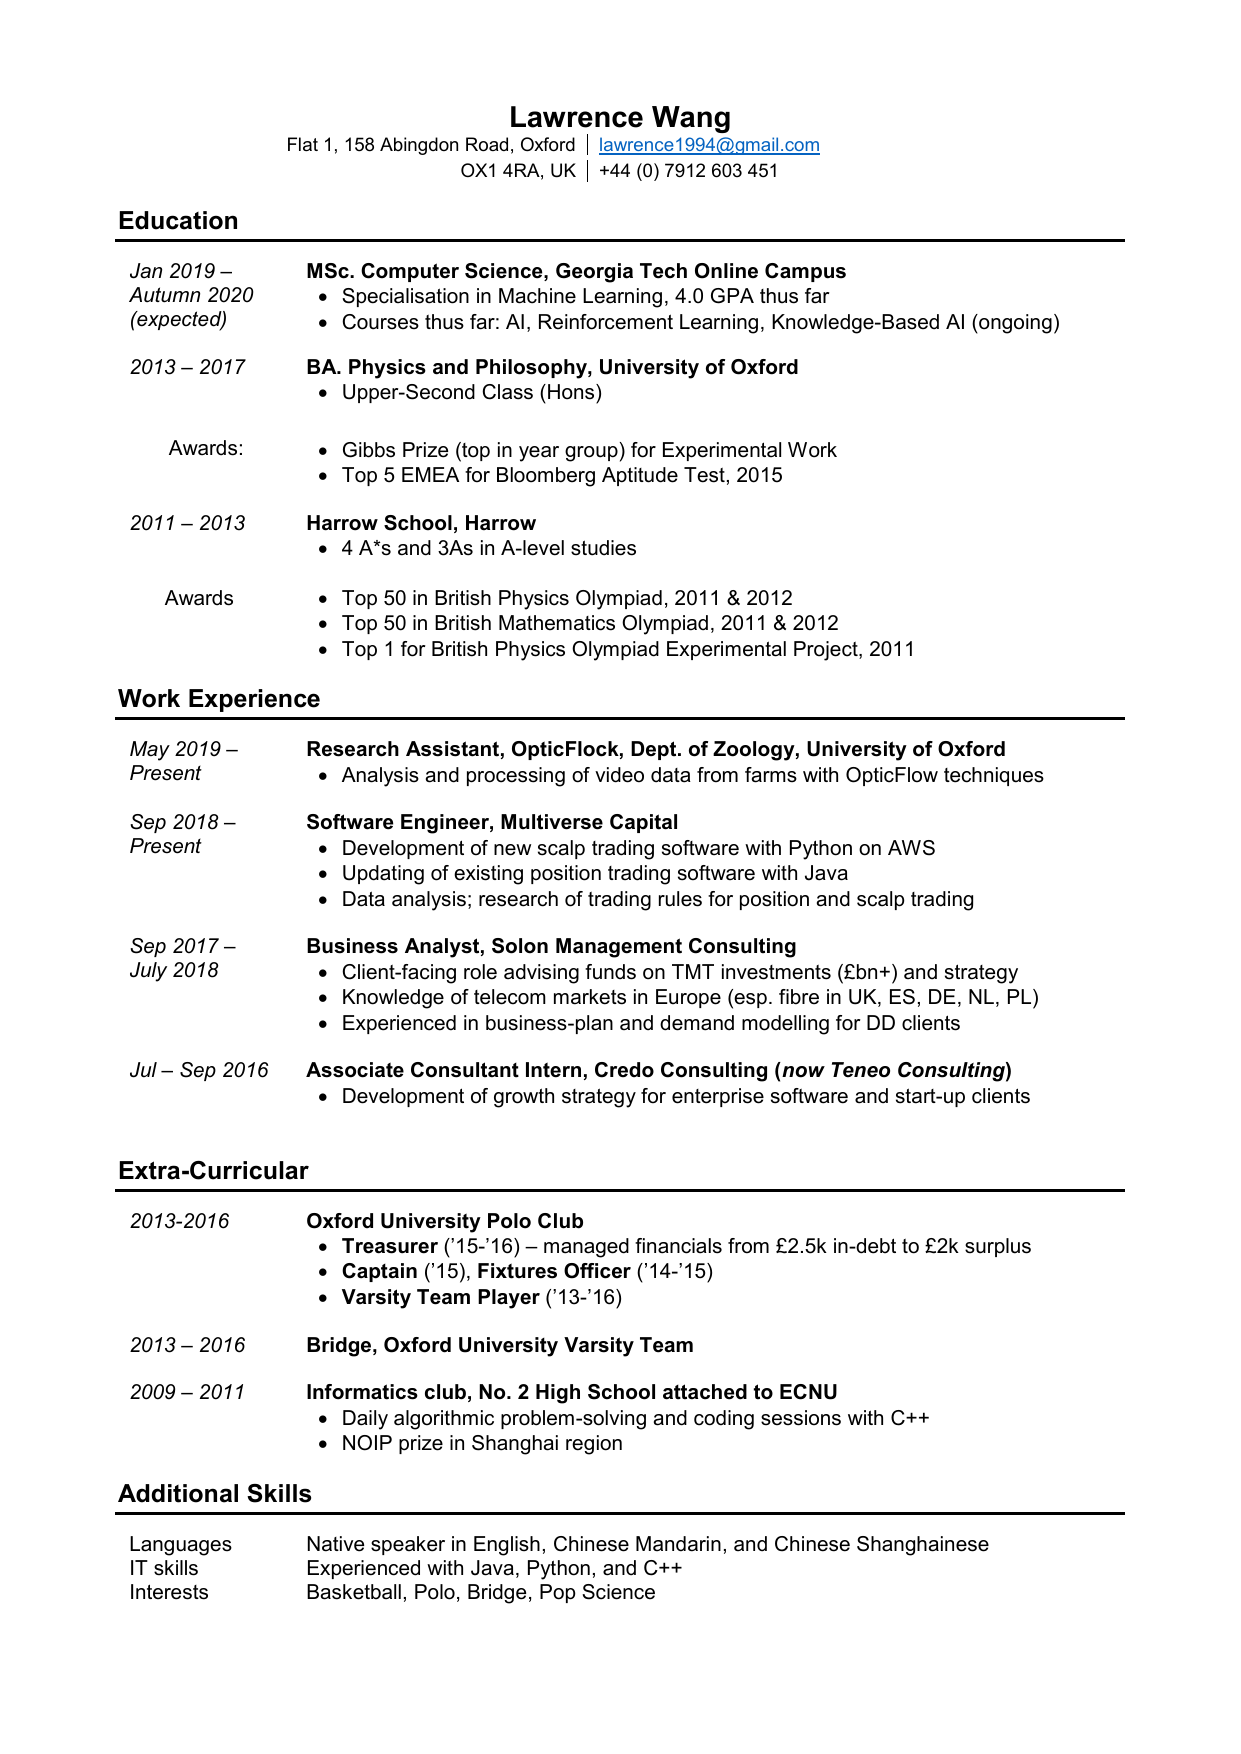 Lawrence Wang
Flat 1, 158 Abingdon Road, Oxford | lawrence1994@gmail.com
OX1 4RA, UK | +44 (0) 7912 603 451
Education
Jan 2019 – MSc. Computer Science, Georgia Tech Online Campus
Autumn 2020 • Specialisation in Machine Learning, 4.0 GPA thus far
(expected) • Courses thus far: AI, Reinforcement Learning, Knowledge-Based AI (ongoing)
2013 – 2017 BA. Physics and Philosophy, University of Oxford
• Upper-Second Class (Hons)
Awards: • Gibbs Prize (top in year group) for Experimental Work
• Top 5 EMEA for Bloomberg Aptitude Test, 2015
2011 – 2013 Harrow School, Harrow
• 4 A*s and 3As in A-level studies
Awards • Top 50 in British Physics Olympiad, 2011 & 2012
• Top 50 in British Mathematics Olympiad, 2011 & 2012
• Top 1 for British Physics Olympiad Experimental Project, 2011
Work Experience
May 2019 – Research Assistant, OpticFlock, Dept. of Zoology, University of Oxford
Present • Analysis and processing of video data from farms with OpticFlow techniques
Sep 2018 – Software Engineer, Multiverse Capital
Present • Development of new scalp trading software with Python on AWS
• Updating of existing position trading software with Java
• Data analysis; research of trading rules for position and scalp trading
Sep 2017 – Business Analyst, Solon Management Consulting
July 2018 • Client-facing role advising funds on TMT investments (£bn+) and strategy
• Knowledge of telecom markets in Europe (esp. fibre in UK, ES, DE, NL, PL)
• Experienced in business-plan and demand modelling for DD clients
Jul – Sep 2016 Associate Consultant Intern, Credo Consulting (now Teneo Consulting)
• Development of growth strategy for enterprise software and start-up clients
Extra-Curricular
2013-2016 Oxford University Polo Club
• Treasurer (’15-’16) – managed financials from £2.5k in-debt to £2k surplus
• Captain (’15), Fixtures Officer (’14-’15)
• Varsity Team Player (’13-’16)
2013 – 2016 Bridge, Oxford University Varsity Team
2009 – 2011 Informatics club, No. 2 High School attached to ECNU
• Daily algorithmic problem-solving and coding sessions with C++
• NOIP prize in Shanghai region
Additional Skills
Languages Native speaker in English, Chinese Mandarin, and Chinese Shanghainese
IT skills Experienced with Java, Python, and C++
Interests Basketball, Polo, Bridge, Pop Science